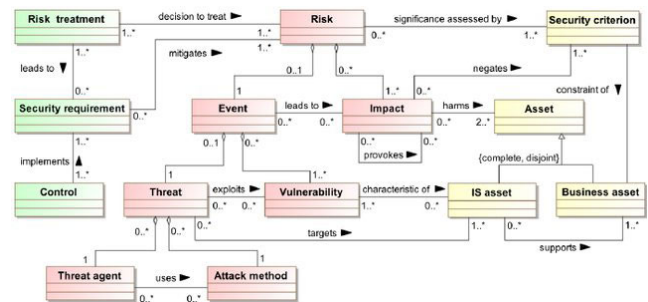 Risk treatment decision to treat ► Risk significance assessed by ► Security criterion
1..* 1..* 0..* 1..*
1..* mitigates ► 1..* 1..*
leads to ▼ negates ►
0..1 0..* constraint of ▼
0..* 1 1..* 0..*
Security requirement 0..* Event leads to ► Impact harms ► Asset
1..* 0..1 0..* 0..* 0..* 2..*
0..* 0..*
implements ▲ provokes ►
1..* 1 1..* {complete, disjoint}
Control Threat exploits ► Vulnerability characteristic of ► IS asset Business asset
0..* 0..* 1..* 0..*
0..* 0..* 0..* targets ► 1..* 0..* supports ► 1..*
1 1
Threat agent uses ► Attack method
0..* 0..*